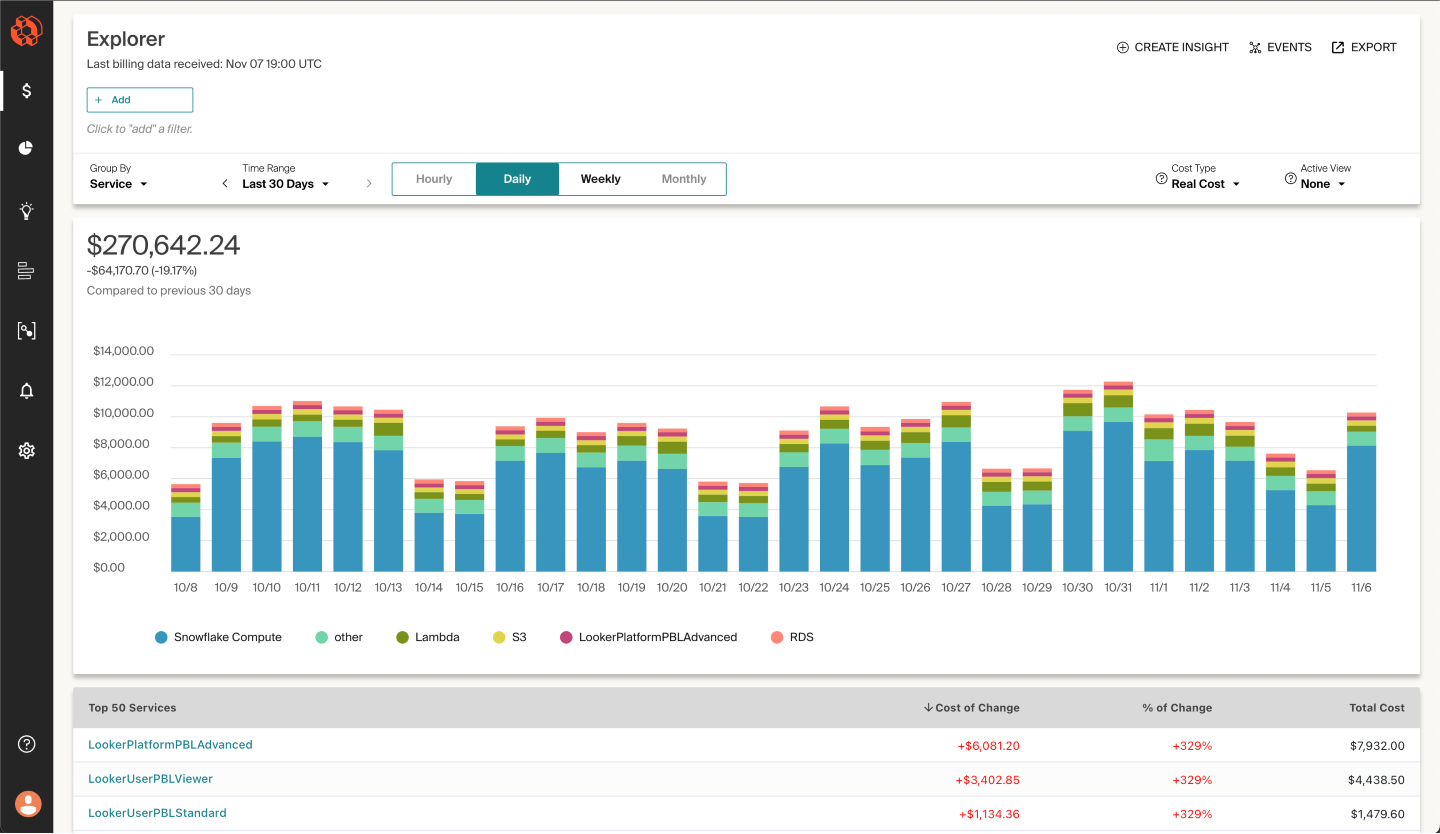 Explorer
Last billing data received: Nov 07 19:00 UTC
CREATE INSIGHT EVENTS EXPORT
+ Add
Click to "add" a filter.
Group By
Service
Time Range
Last 30 Days
Hourly Daily Weekly Monthly
Cost Type
Real Cost
Active View
None
$270,642.24
-$64,170.70 (-19.17%)
Compared to previous 30 days
$14,000.00
$12,000.00
$10,000.00
$8,000.00
$6,000.00
$4,000.00
$2,000.00
$0.00
10/8 10/9 10/10 10/11 10/12 10/13 10/14 10/15 10/16 10/17 10/18 10/19 10/20 10/21 10/22 10/23 10/24 10/25 10/26 10/27 10/28 10/29 10/30 10/31 11/1 11/2 11/3 11/4 11/5 11/6
Snowflake Compute other Lambda S3 LookerPlatformPBLAdvanced RDS
Top 50 Services Cost of Change % of Change Total Cost
LookerPlatformPBLAdvanced +$6,081.20 +329% $7,932.00
LookerUserPBLViewer +$3,402.85 +329% $4,438.50
LookerUserPBLStandard +$1,134.36 +329% $1,479.60